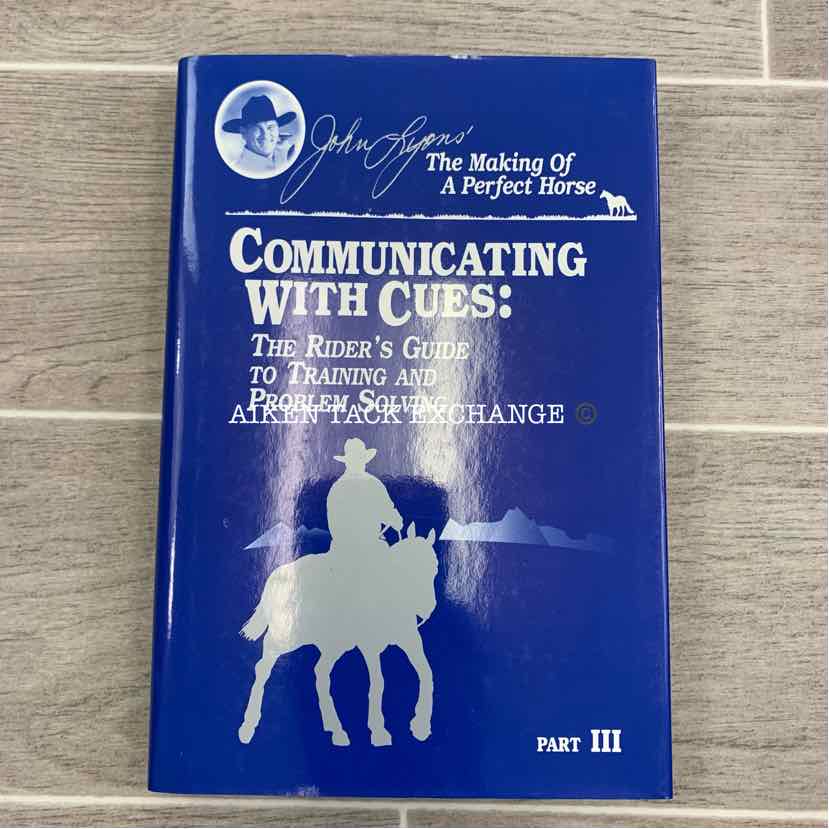 John Lyons'
The Making Of
A Perfect Horse
COMMUNICATING
WITH CUES:
THE RIDER'S GUIDE
TO TRAINING AND
PROBLEM SOLVING
AIKEN TACK EXCHANGE ©
PART III